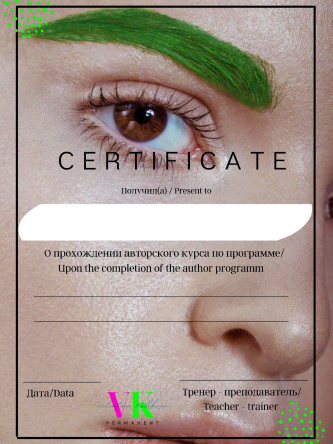 CERTIFICATE
Получил(а) / Present to
О прохождении авторского курса по программе/
Upon the completion of the author programm
Дата/Data
VK
PERMANENT
Тренер - преподаватель/
Teacher - trainer